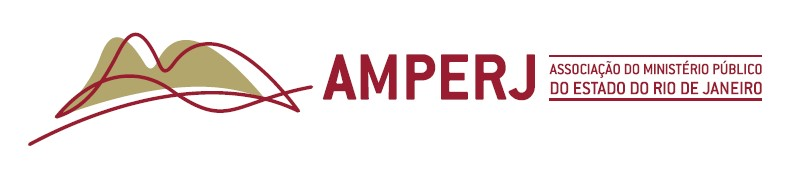 AMPERJ
ASSOCIAÇÃO DO MINISTÉRIO PÚBLICO
DO ESTADO DO RIO DE JANEIRO